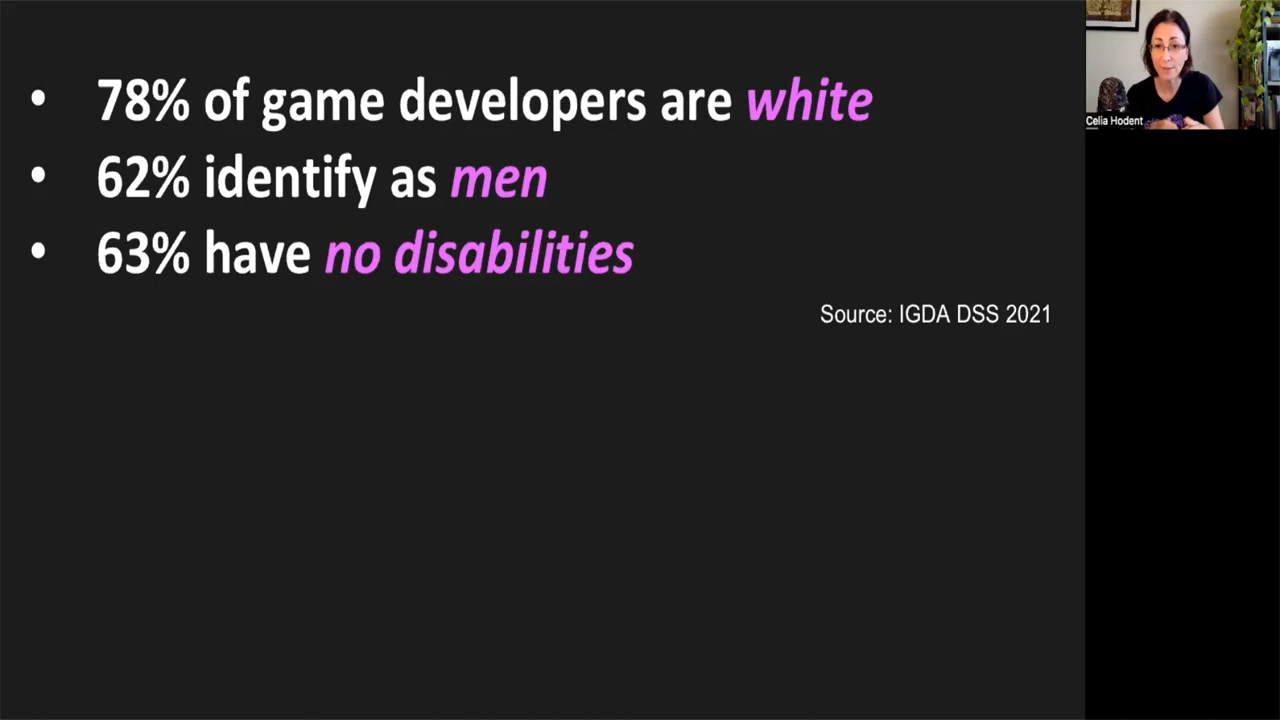 • 78% of game developers are white
• 62% identify as men
• 63% have no disabilities
Source: IGDA DSS 2021
Celia Hodent